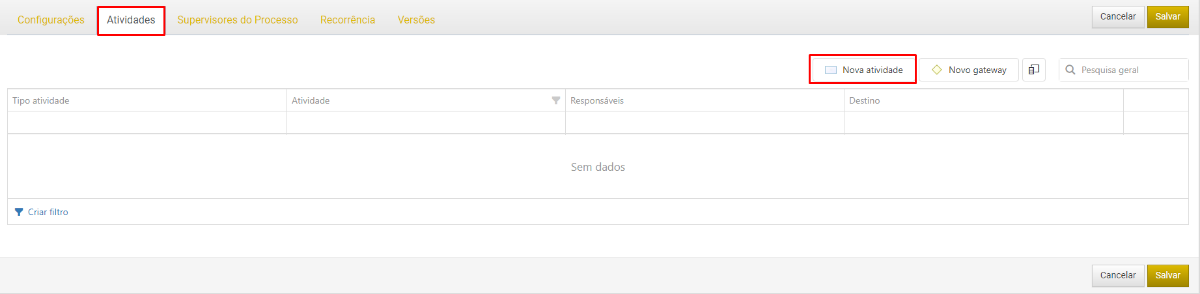 Configurações Atividades Supervisores do Processo Recorrência Versões Cancelar Salvar
Nova atividade Novo gateway Pesquisa geral
Tipo atividade Atividade Responsáveis Destino
Sem dados
Criar filtro
Cancelar Salvar